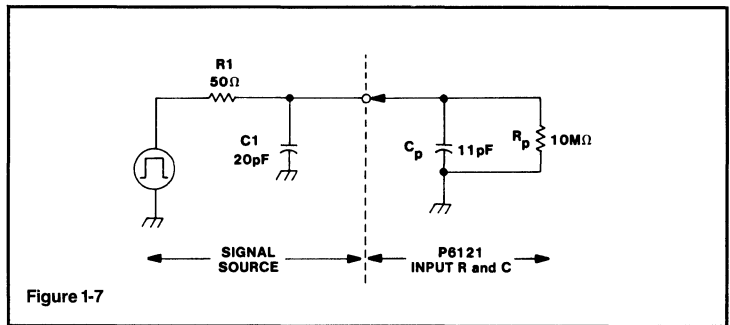 R1
50Ω
C1
20pF
Cp
11pF
Rp
10MΩ
SIGNAL
SOURCE
P6121
INPUT R and C
Figure 1-7